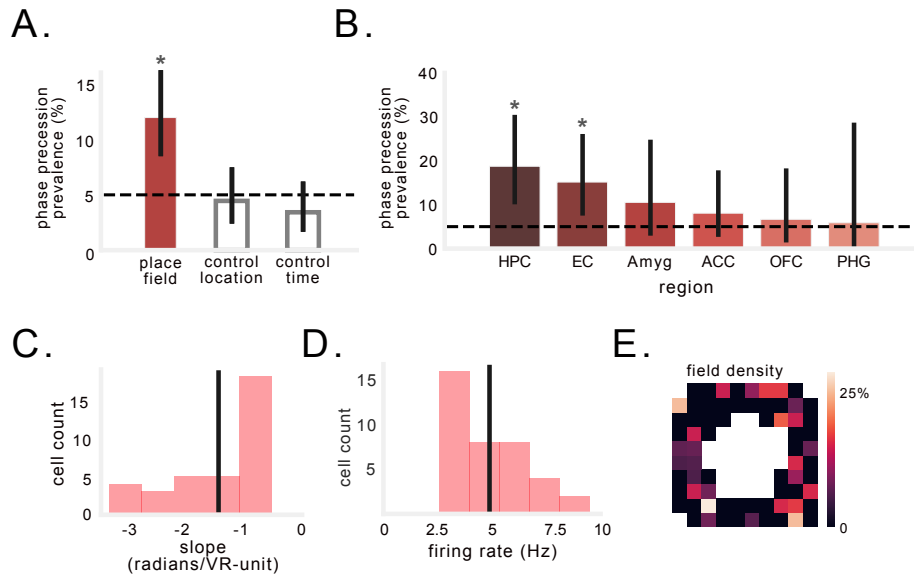 A.
phase precession
prevalence (%)
15
10
5
0
*
place
field
control
location
control
time
B.
phase precession
prevalence (%)
40
30
20
10
0
*
*
HPC
EC
Amyg
ACC
OFC
PHG
region
C.
cell count
15
10
5
0
-3
-2
-1
0
slope
(radians/VR-unit)
D.
cell count
15
10
5
0
2.5
5
7.5
10
firing rate (Hz)
E.
field density
25%
0